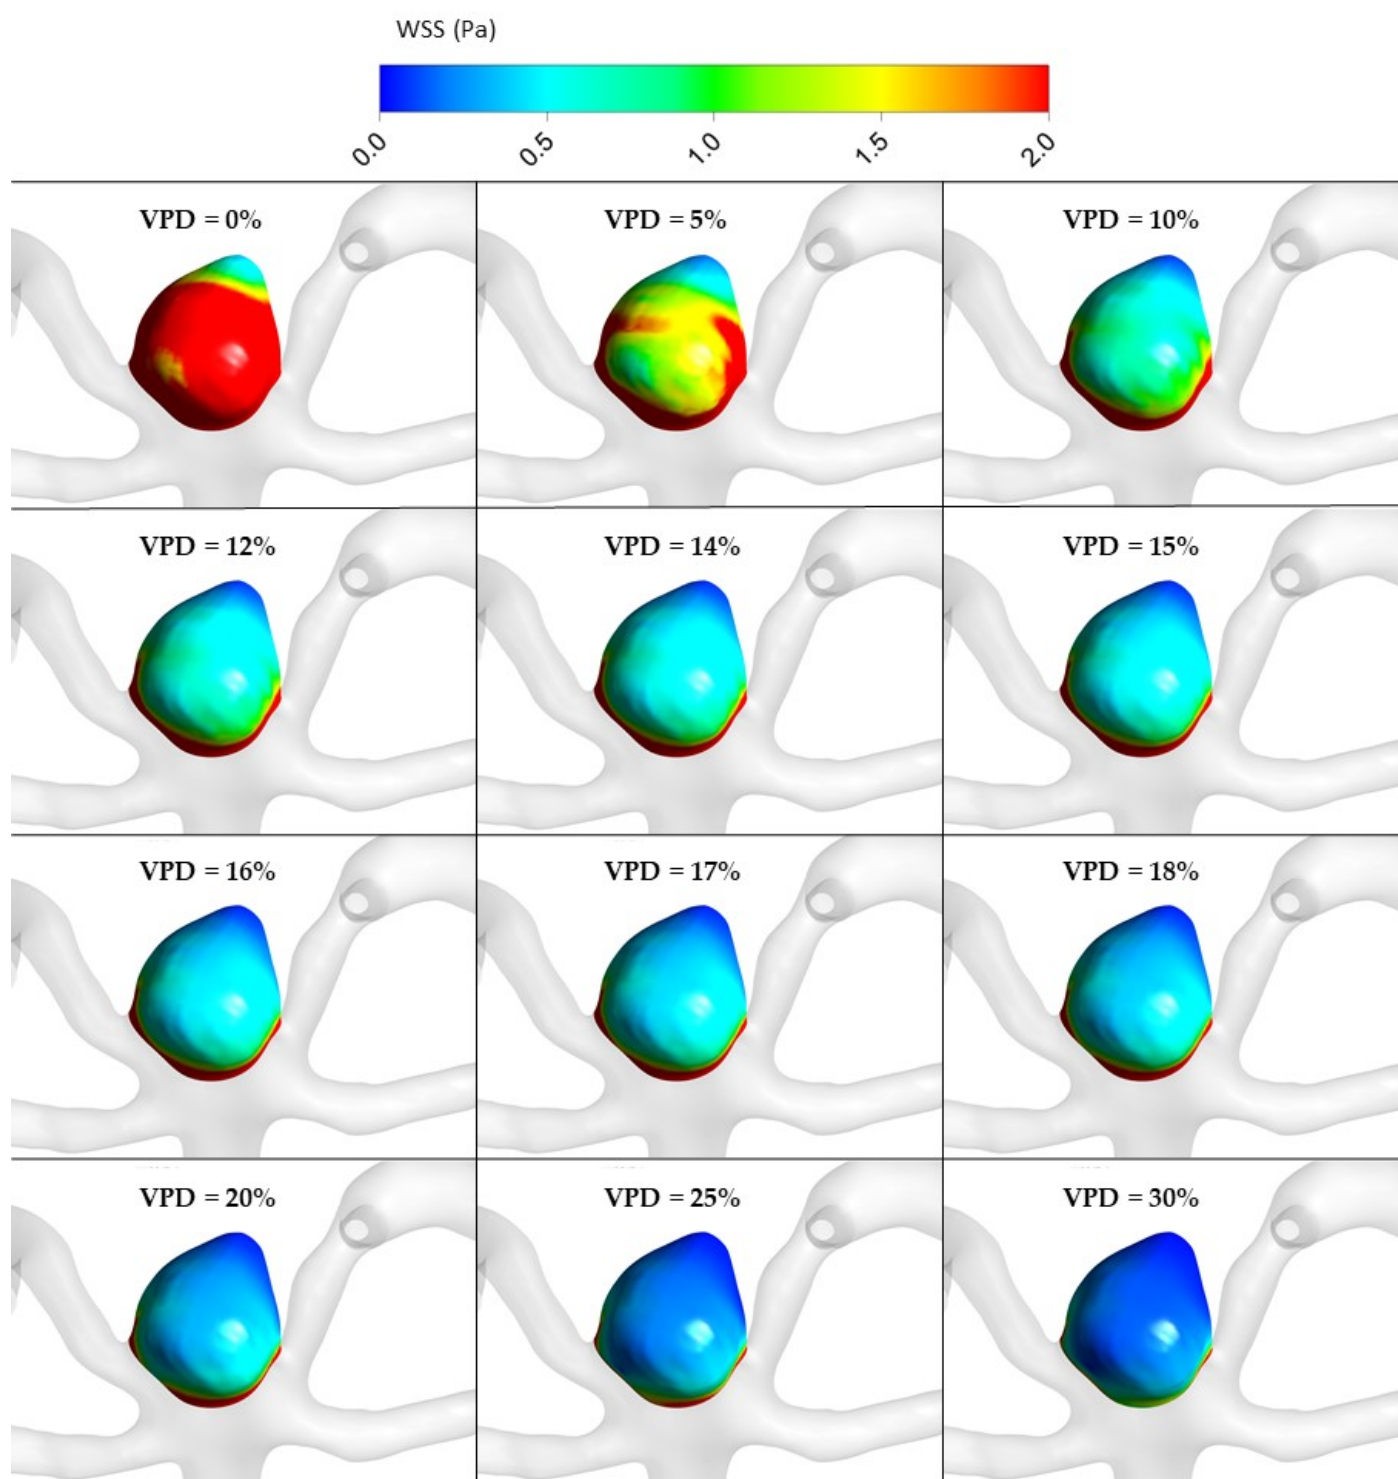 WSS (Pa)
0.0 0.5 1.0 1.5 2.0
VPD = 0% VPD = 5% VPD = 10%
VPD = 12% VPD = 14% VPD = 15%
VPD = 16% VPD = 17% VPD = 18%
VPD = 20% VPD = 25% VPD = 30%